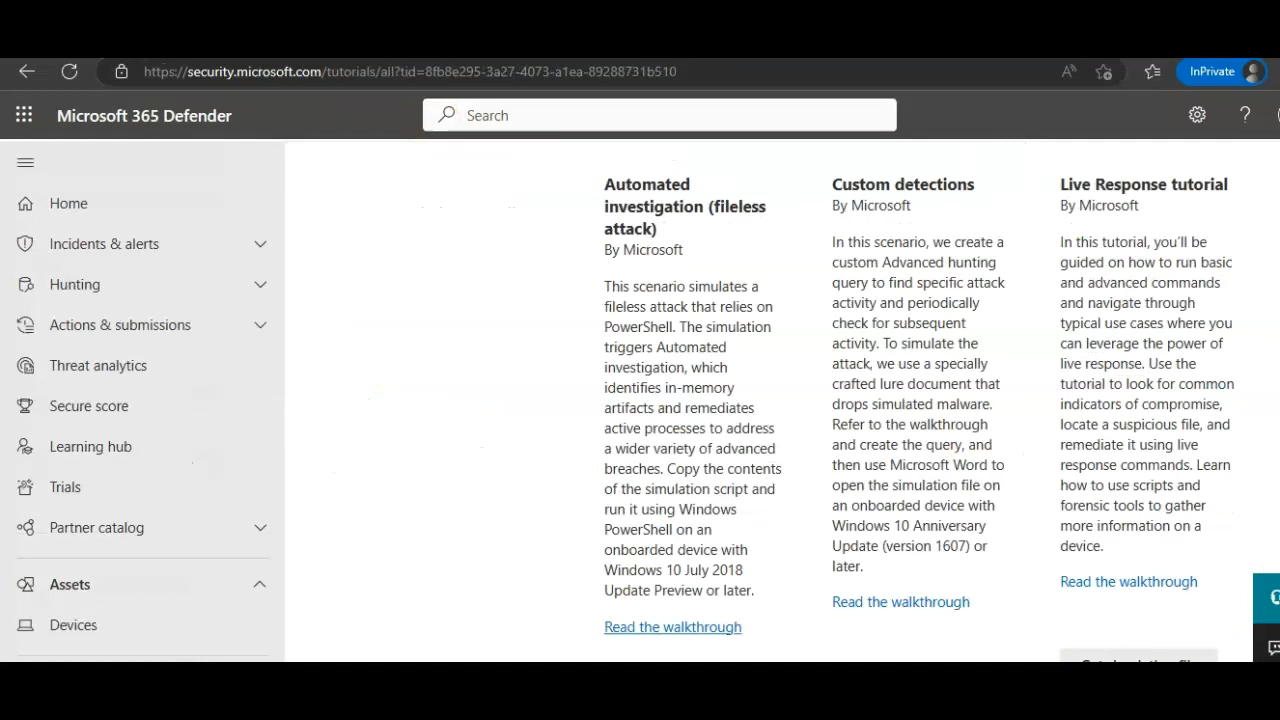 https://security.microsoft.com/tutorials/all?tid=8fb8e295-3a27-4073-a1ea-89288731b510
InPrivate
Microsoft 365 Defender
Search
Home
Incidents & alerts
Hunting
Actions & submissions
Threat analytics
Secure score
Learning hub
Trials
Partner catalog
Assets
Devices
Automated
investigation (fileless
attack)
By Microsoft
This scenario simulates a
fileless attack that relies on
PowerShell. The simulation
triggers Automated
investigation, which
identifies in-memory
artifacts and remediates
active processes to address
a wider variety of advanced
breaches. Copy the contents
of the simulation script and
run it using Windows
PowerShell on an
onboarded device with
Windows 10 July 2018
Update Preview or later.
Read the walkthrough
Custom detections
By Microsoft
In this scenario, we create a
custom Advanced hunting
query to find specific attack
activity and periodically
check for subsequent
activity. To simulate the
attack, we use a specially
crafted lure document that
drops simulated malware.
Refer to the walkthrough
and create the query, and
then use Microsoft Word to
open the simulation file on
an onboarded device with
Windows 10 Anniversary
Update (version 1607) or
later.
Read the walkthrough
Live Response tutorial
By Microsoft
In this tutorial, you'll be
guided on how to run basic
and advanced commands
and navigate through
typical use cases where you
can leverage the power of
live response. Use the
tutorial to look for common
indicators of compromise,
locate a suspicious file, and
remediate it using live
response commands. Learn
how to use scripts and
forensic tools to gather
more information on a
device.
Read the walkthrough